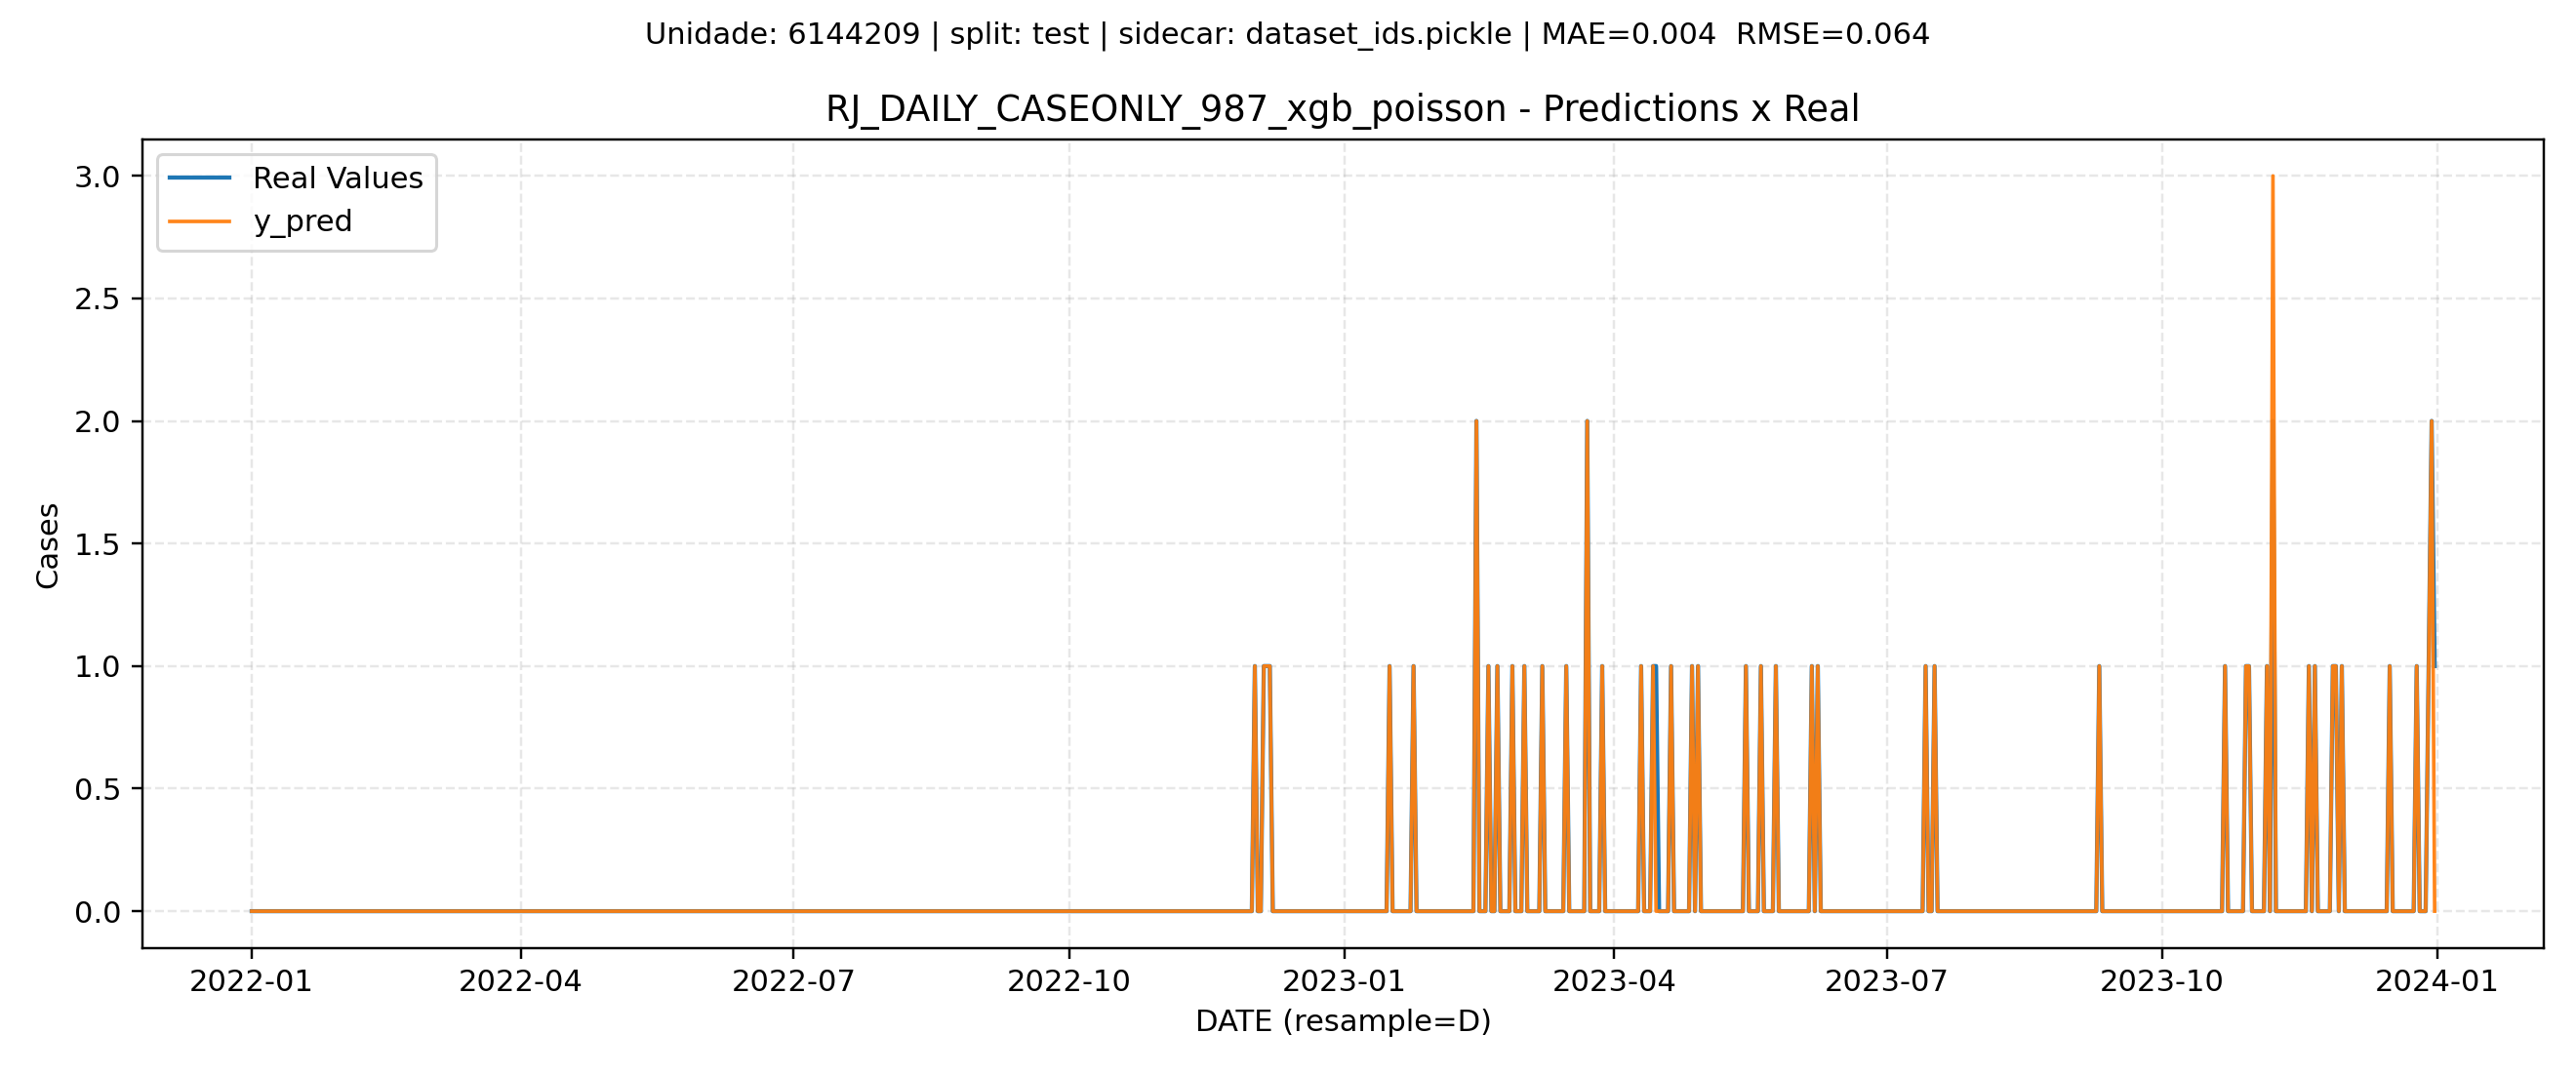 Unidade: 6144209 | split: test | sidecar: dataset_ids.pickle | MAE=0.004  RMSE=0.064
RJ_DAILY_CASEONLY_987_xgb_poisson - Predictions x Real
Real Values
y_pred
3.0
2.5
2.0
1.5
1.0
0.5
0.0
Cases
2022-01 2022-04 2022-07 2022-10 2023-01 2023-04 2023-07 2023-10 2024-01
DATE (resample=D)